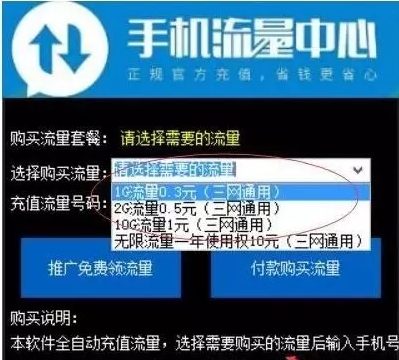 手机流量中心
正规官方充值，省钱更省心
购买流量套餐：请选择需要的流量
选择购买流量：请选择需要的流量
1G流量0.3元（三网通用）
2G流量0.5元（三网通用）
10G流量1元（三网通用）
无限流量一年使用权10元（三网通用）
充值流量号码：
推广免费领流量
付款购买流量
购买说明：
本软件全自动充值流量，选择需要购买的流量后输入手机号